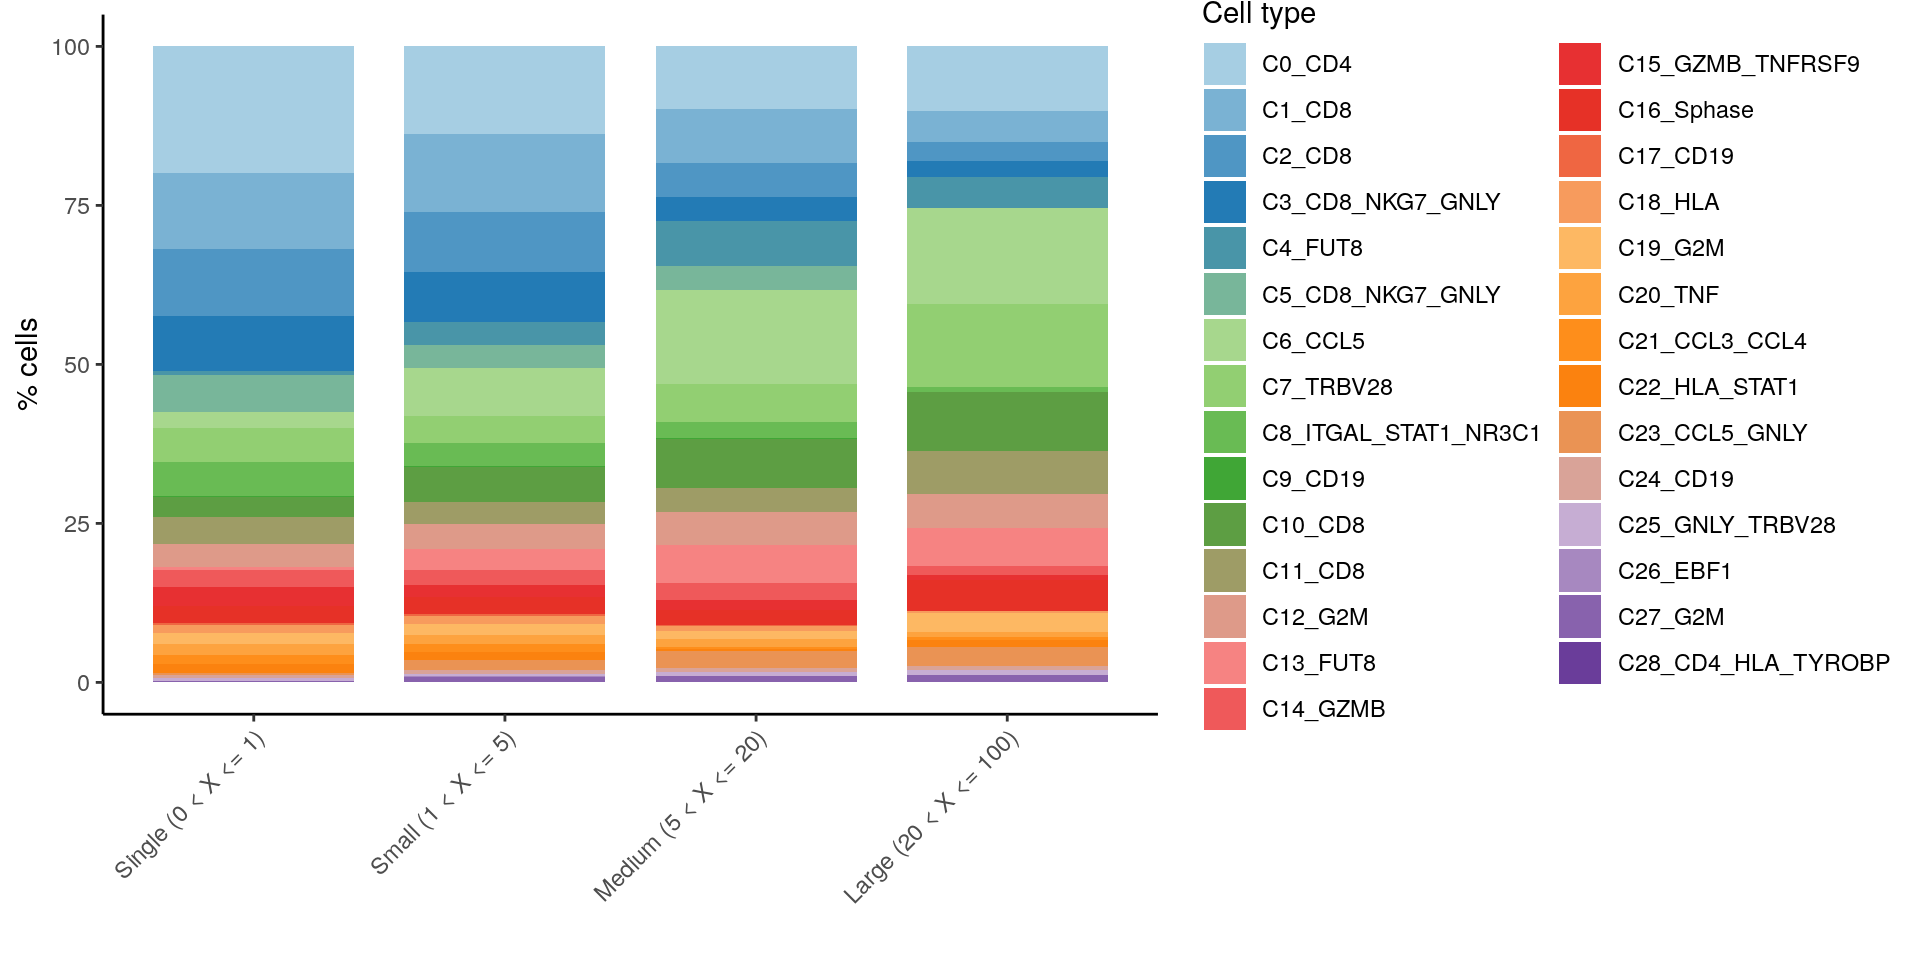 Cell type
100
75
50
25
0
% cells
Single (0 < X <= 1)
Small (1 < X <= 5)
Medium (5 < X <= 20)
Large (20 < X <= 100)
C0_CD4
C1_CD8
C2_CD8
C3_CD8_NKG7_GNLY
C4_FUT8
C5_CD8_NKG7_GNLY
C6_CCL5
C7_TRBV28
C8_ITGAL_STAT1_NR3C1
C9_CD19
C10_CD8
C11_CD8
C12_G2M
C13_FUT8
C14_GZMB
C15_GZMB_TNFRSF9
C16_Sphase
C17_CD19
C18_HLA
C19_G2M
C20_TNF
C21_CCL3_CCL4
C22_HLA_STAT1
C23_CCL5_GNLY
C24_CD19
C25_GNLY_TRBV28
C26_EBF1
C27_G2M
C28_CD4_HLA_TYROBP